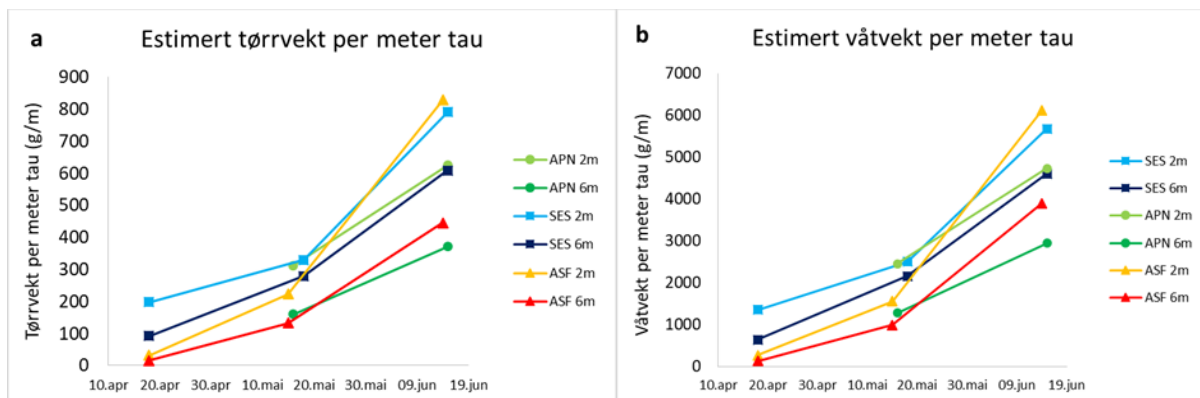 a
Estimert tørrvekt per meter tau
Tørrvekt per meter tau (g/m)
900
800
700
600
500
400
300
200
100
0
10.apr 20.apr 30.apr 10.mai 20.mai 30.mai 09.jun 19.jun
APN 2m
APN 6m
SES 2m
SES 6m
ASF 2m
ASF 6m
b
Estimert våtvekt per meter tau
Våtvekt per meter tau (g/m)
7000
6000
5000
4000
3000
2000
1000
0
10.apr 20.apr 30.apr 10.mai 20.mai 30.mai 09.jun 19.jun
SES 2m
SES 6m
APN 2m
APN 6m
ASF 2m
ASF 6m